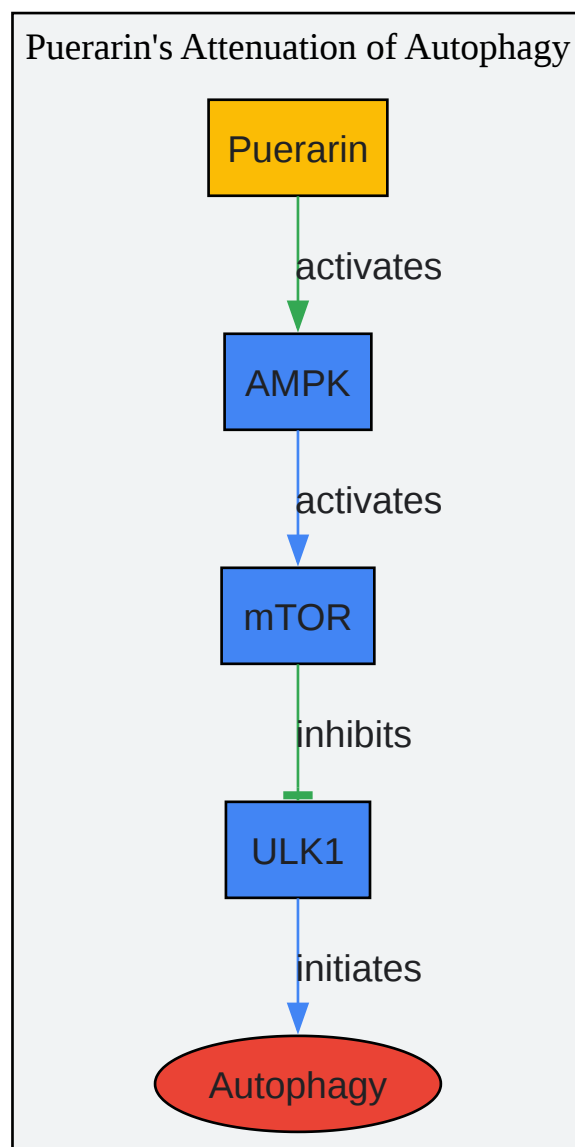 Puerarin's Attenuation of Autophagy
Puerarin
activates
AMPK
activates
mTOR
inhibits
ULK1
initiates
Autophagy